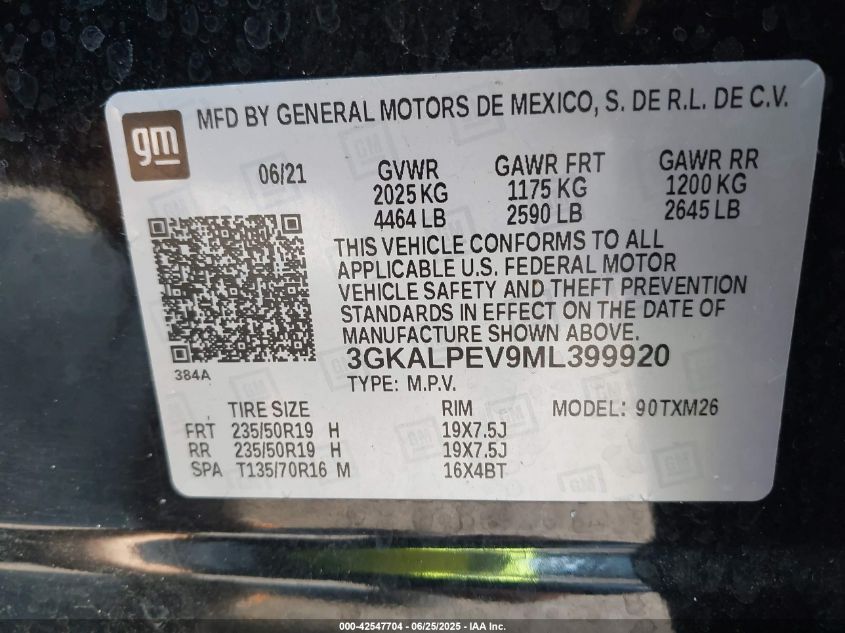 gm
MFD BY GENERAL MOTORS DE MEXICO, S. DE R.L. DE C.V.
06/21 GVWR GAWR FRT GAWR RR
2025 KG 1175 KG 1200 KG
4464 LB 2590 LB 2645 LB
THIS VEHICLE CONFORMS TO ALL
APPLICABLE U.S. FEDERAL MOTOR
VEHICLE SAFETY AND THEFT PREVENTION
STANDARDS IN EFFECT ON THE DATE OF
MANUFACTURE SHOWN ABOVE.
3GKALPEV9ML399920
384A
TYPE: M.P.V.
TIRE SIZE RIM MODEL: 90TXM26
FRT 235/50R19 H 19X7.5J
RR 235/50R19 H 19X7.5J
SPA T135/70R16 M 16X4BT
000-42547704 - 06/25/2025 - IAA Inc.